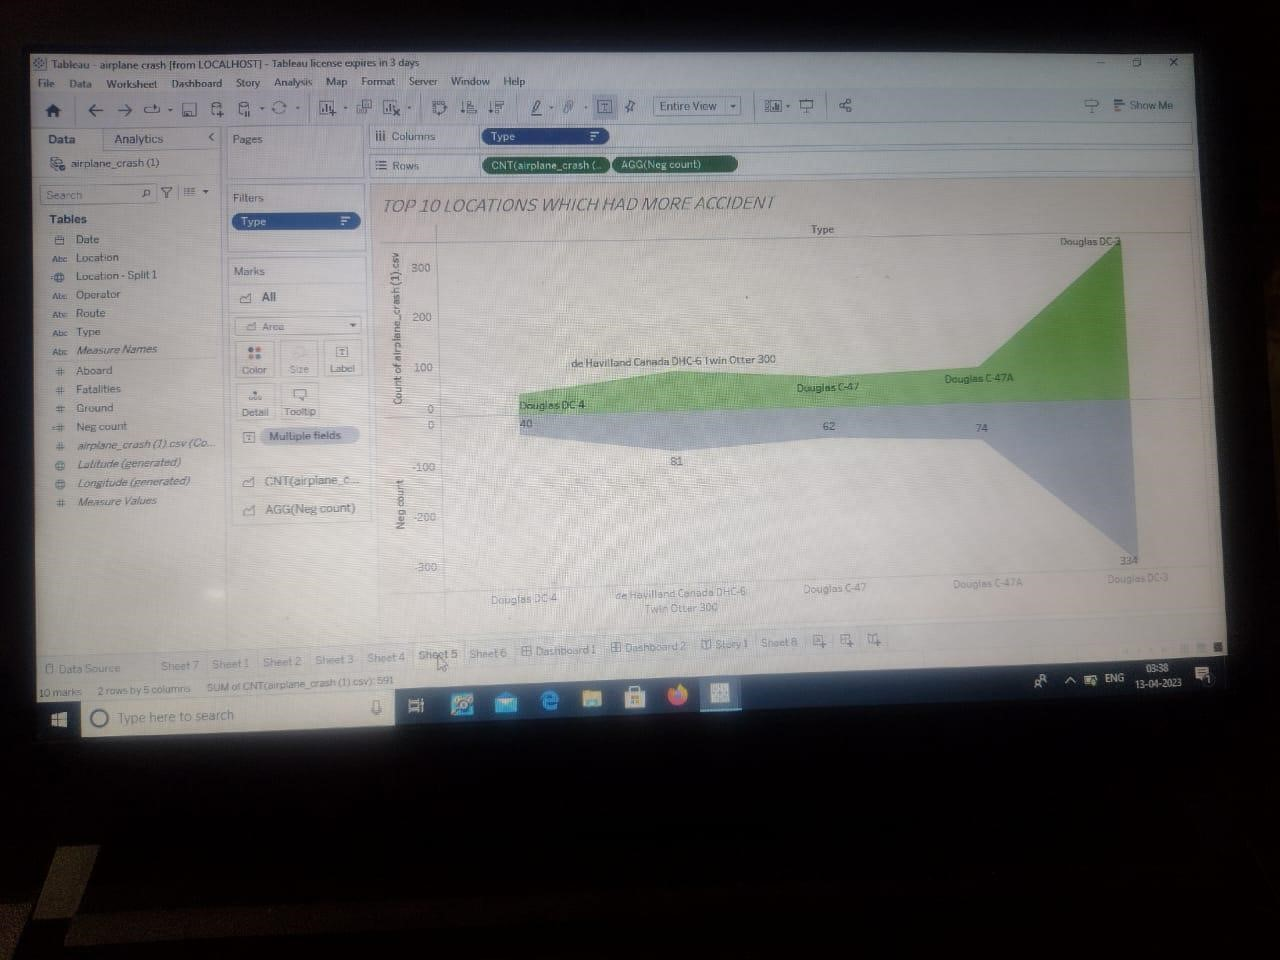 Tableau - airplane crash [from LOCALHOST] - Tableau license expires in 3 days
File Data Worksheet Dashboard Story Analysis Map Format Server Window Help
Entire View
Show Me
Data Analytics
airplane_crash (1)
Search
Tables
Date
Abc Location
Location - Split 1
Abc Operator
Abc Route
Abc Type
Abc Measure Names
# Aboard
# Fatalities
# Ground
=# Neg count
# airplane_crash (1).csv (Co...
Latitude (generated)
Longitude (generated)
# Measure Values
Pages
Filters
Type
Marks
All
Area
Color Size Label
Detail Tooltip
Multiple fields
CNT(airplane_c...
AGG(Neg count)
iii Columns Type
Rows CNT(airplane_crash (.. AGG(Neg count)
TOP 10 LOCATIONS WHICH HAD MORE ACCIDENT
Type
Count of airplane_crash (1).csv
300
200
100
0
Douglas DC-3
de Havilland Canada DHC-6 Twin Otter 300
Douglas C-47
Douglas C-47A
Douglas DC-4
Neg count
0
-100
-200
-300
40
81
62
74
334
Douglas DC-4
de Havilland Canada DHC-6
Twin Otter 300
Douglas C-47
Douglas C-47A
Douglas DC-3
Data Source Sheet 7 Sheet 1 Sheet 2 Sheet 3 Sheet 4 Sheet 5 Sheet 6 Dashboard 1 Dashboard 2 Story 1 Sheet 8
10 marks 2 rows by 5 columns SUM of CNT(airplane_crash (1).csv): 591
Type here to search
ENG
03:38
13-04-2023
1